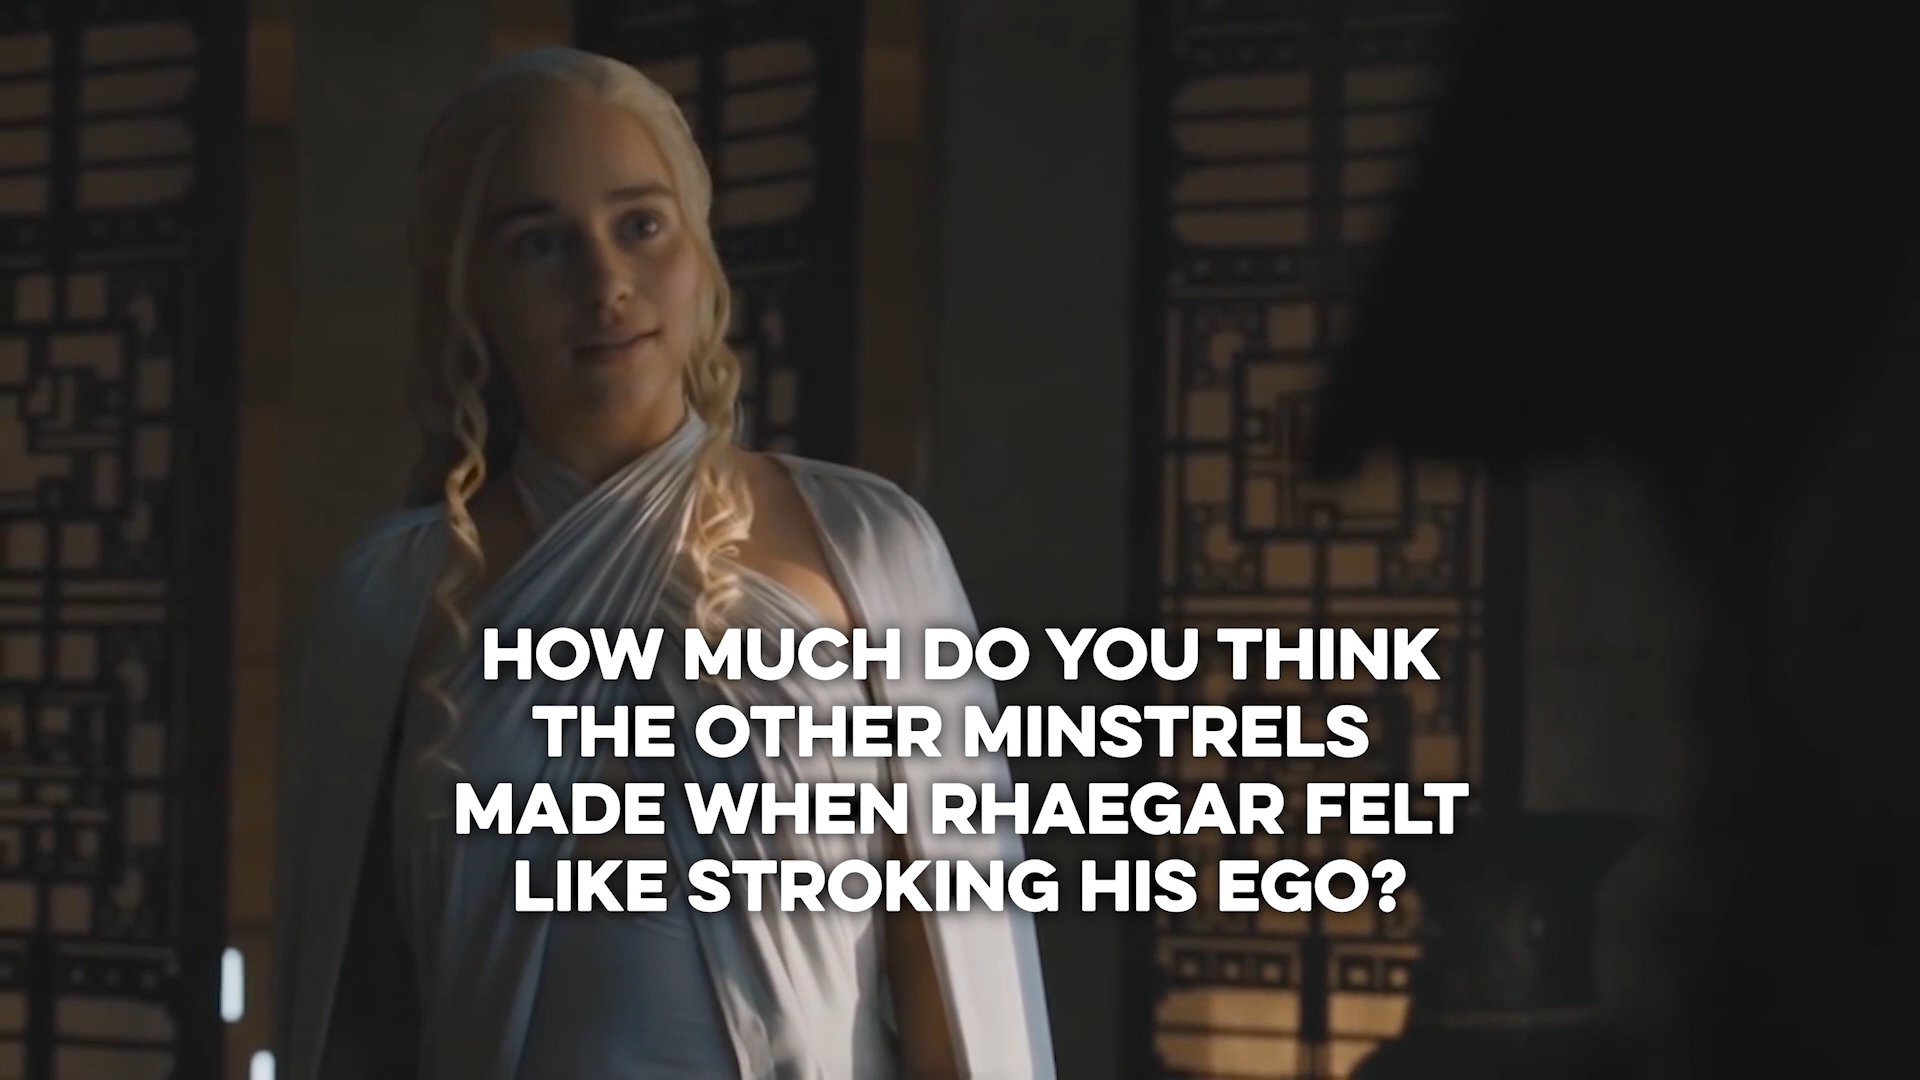 HOW MUCH DO YOU THINK
THE OTHER MINSTRELS
MADE WHEN RHAEGAR FELT
LIKE STROKING HIS EGO?